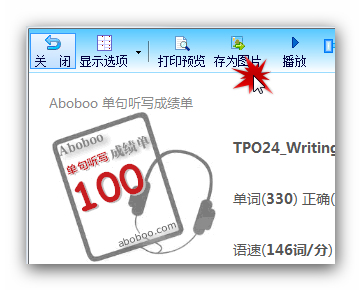 关 闭 显示选项 打印预览 存为图片 播放
Aboboo 单句听写成绩单
Aboboo
单句听写 成绩单
100
aboboo.com
TPO24_Writing
单词(330) 正确(
语速(146词/分)